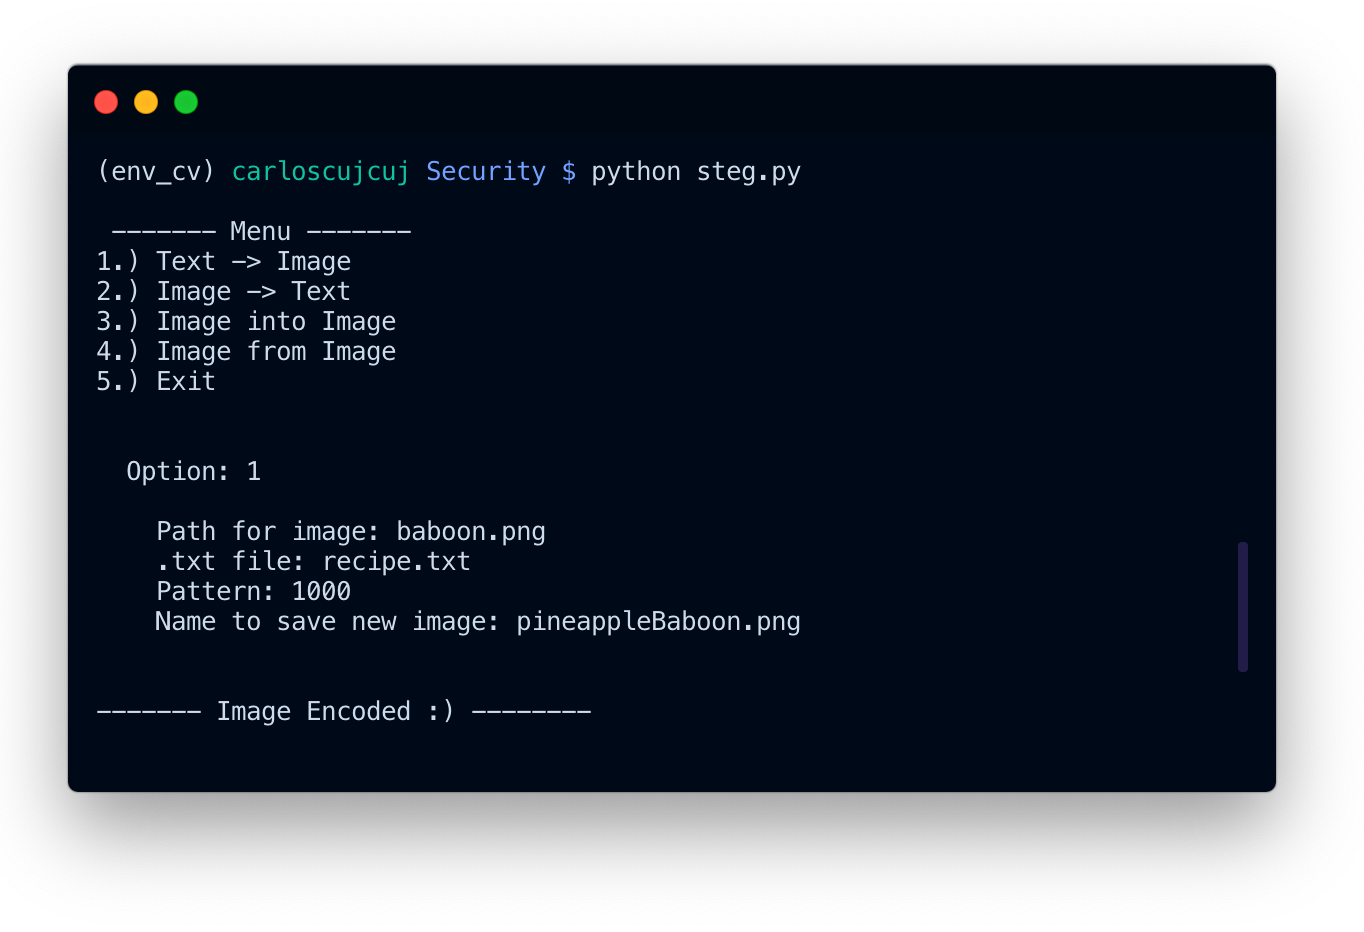 (env_cv) carloscujcuj Security $ python steg.py
------- Menu -------
1.) Text -> Image
2.) Image -> Text
3.) Image into Image
4.) Image from Image
5.) Exit
Option: 1
Path for image: baboon.png
.txt file: recipe.txt
Pattern: 1000
Name to save new image: pineappleBaboon.png
------- Image Encoded :) --------